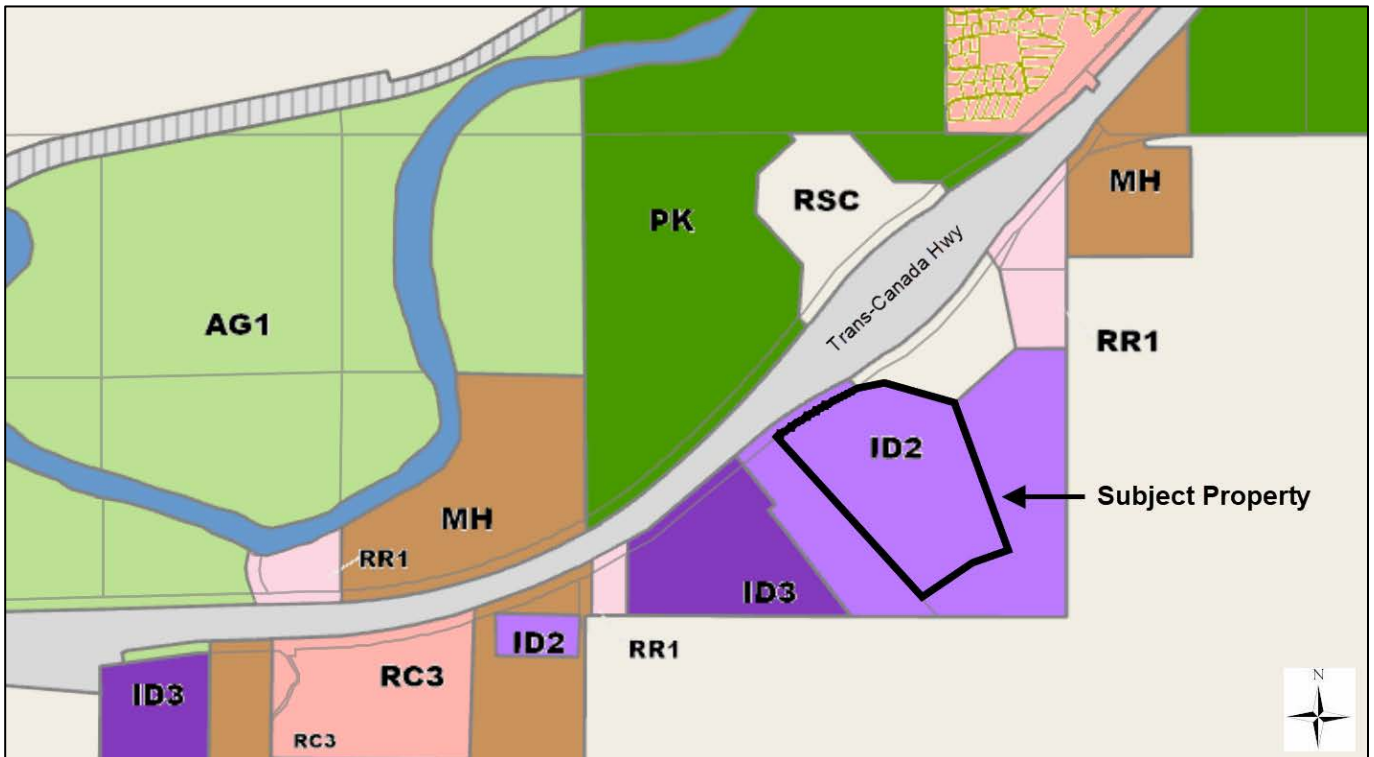 RSC
MH
PK
Trans-Canada Hwy
AG1
RR1
ID2
Subject Property
MH
RR1
ID3
ID2
RR1
RC3
ID3
RC3
N